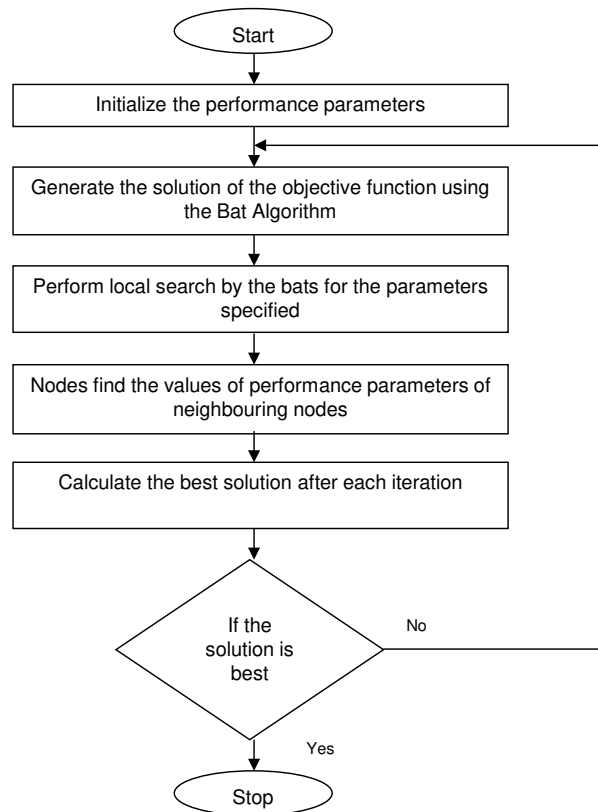 Start
Initialize the performance parameters
Generate the solution of the objective function using
the Bat Algorithm
Perform local search by the bats for the parameters
specified
Nodes find the values of performance parameters of
neighbouring nodes
Calculate the best solution after each iteration
If the
solution is
best
No
Yes
Stop